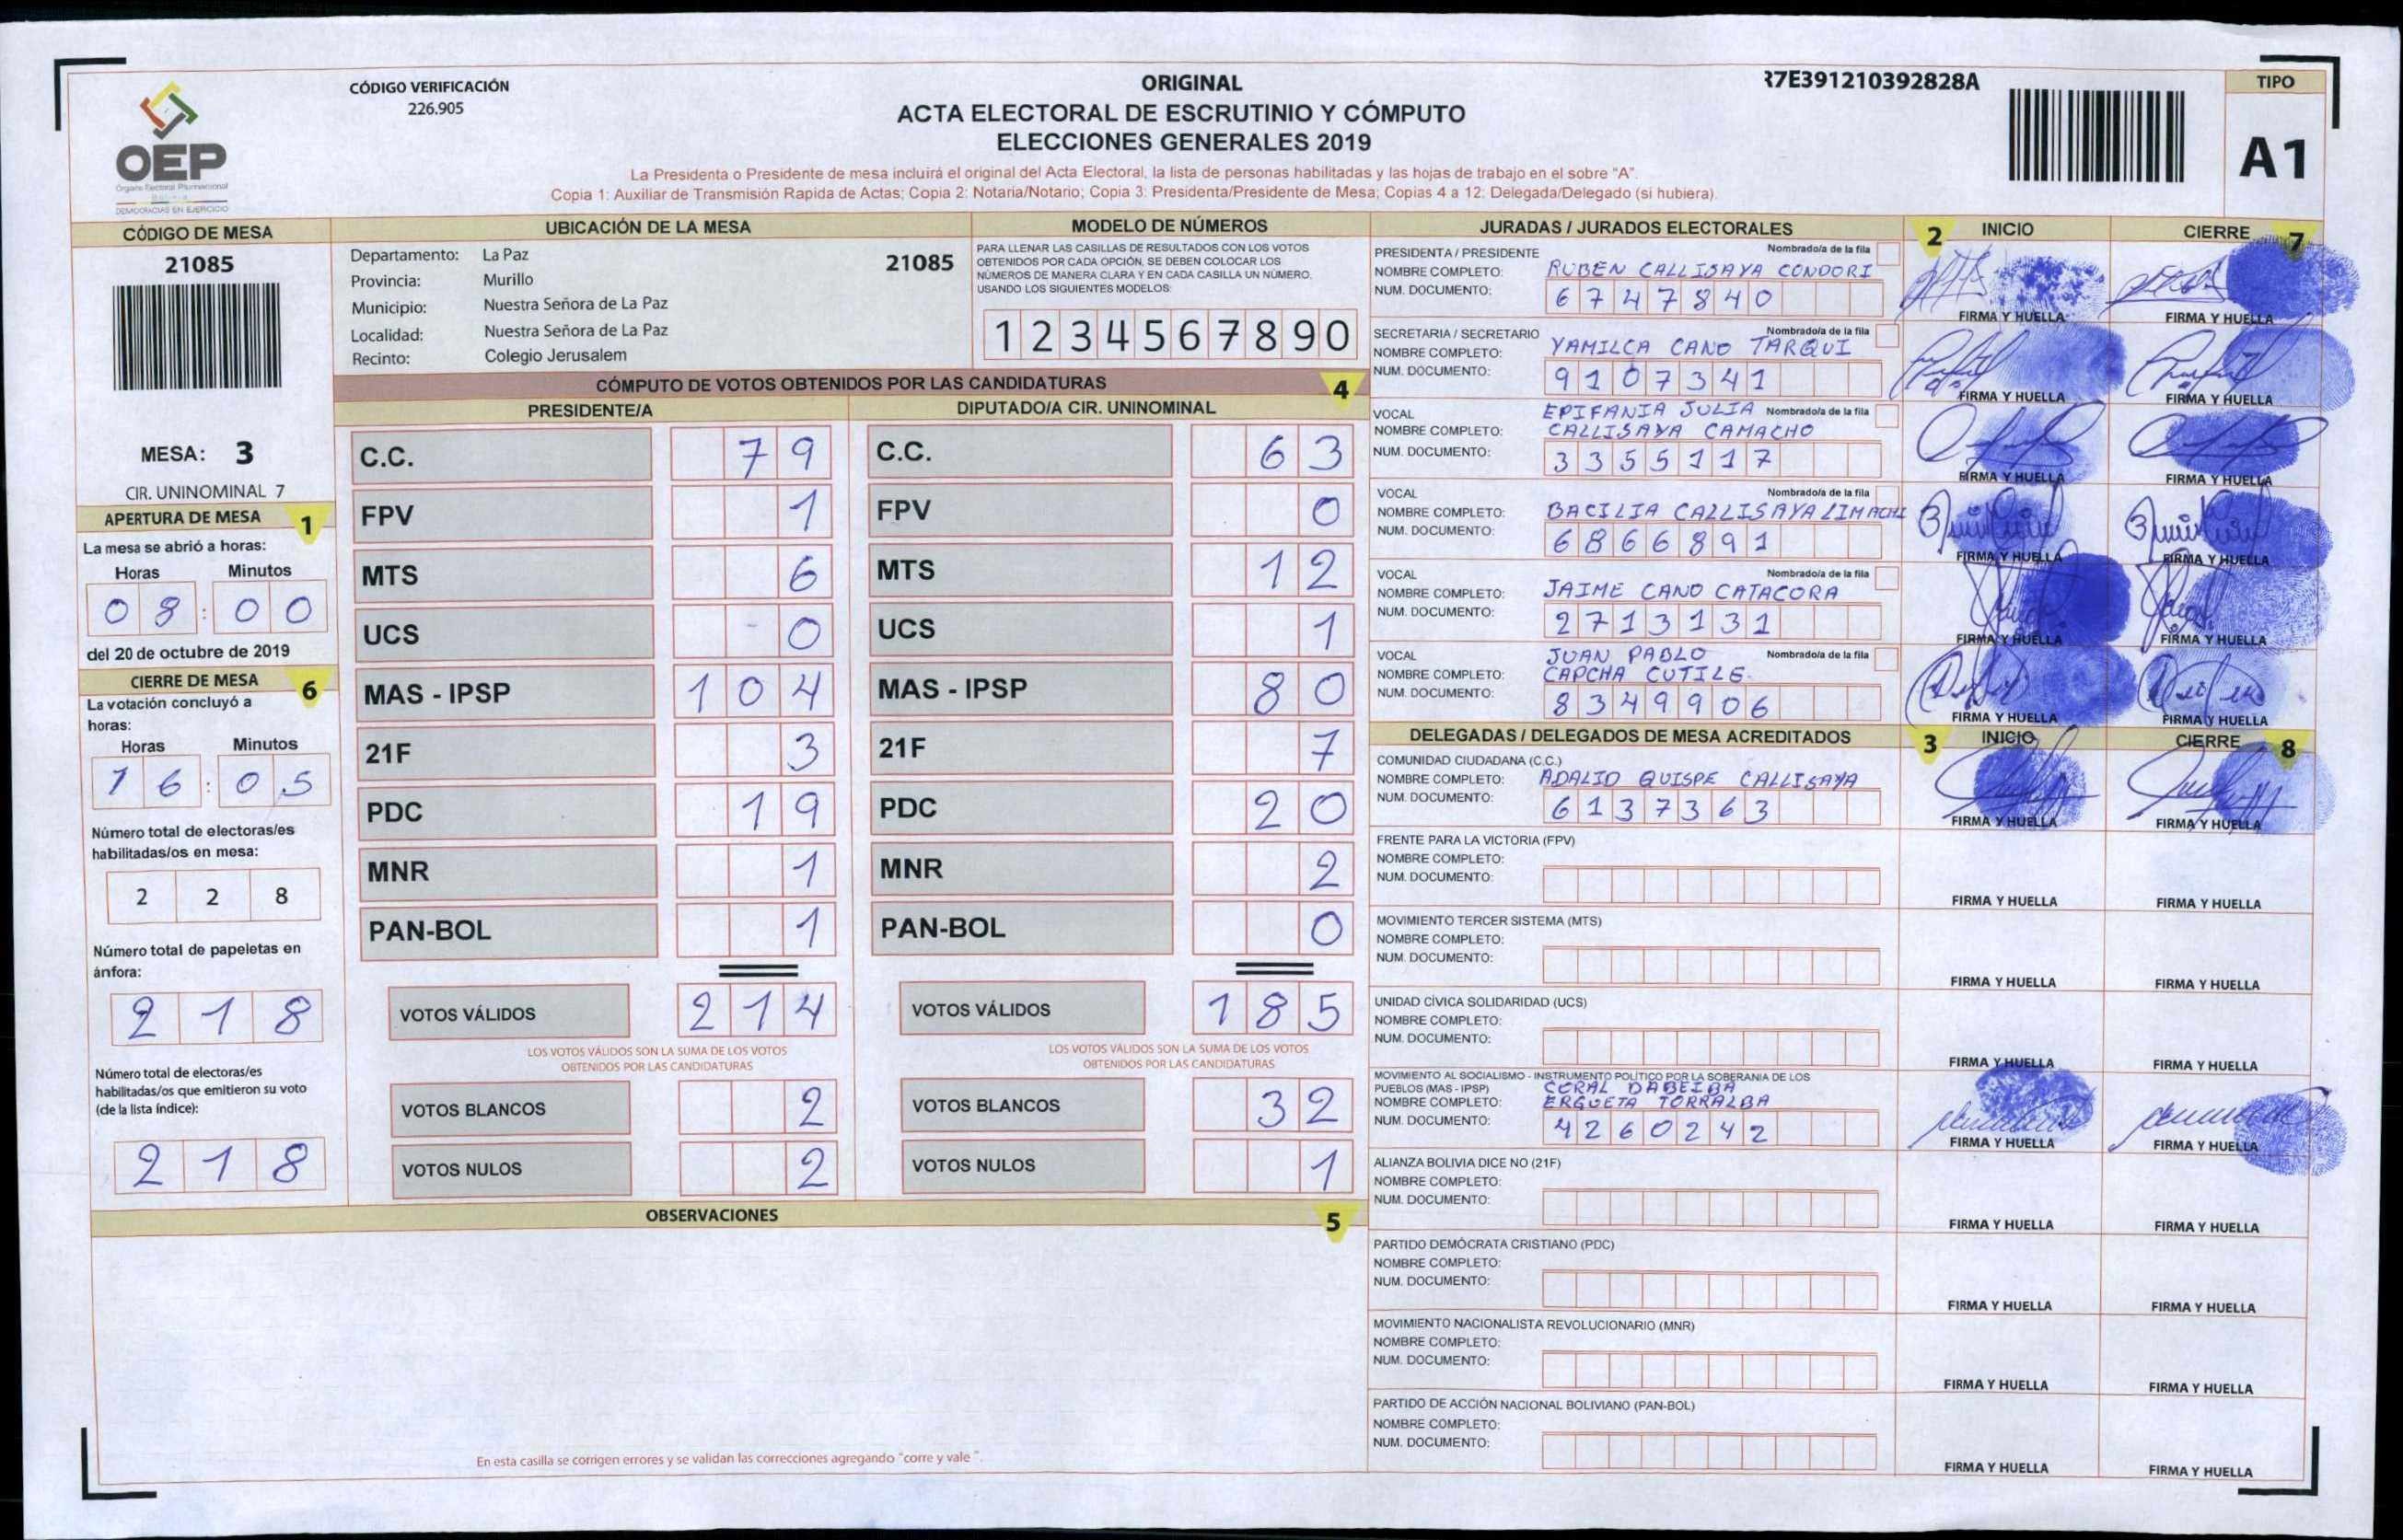 CÓDIGO VERIFICACIÓN
226.905
ORIGINAL
ACTA ELECTORAL DE ESCRUTINIO Y CÓMPUTO
ELECCIONES GENERALES 2019
La Presidenta o Presidente de mesa incluirá el original del Acta Electoral, la lista de personas habilitadas y las hojas de trabajo en el sobre "A".
Copia 1: Auxiliar de Transmisión Rapida de Actas; Copia 2: Notaria/Notario; Copia 3: Presidenta/Presidente de Mesa; Copias 4 a 12: Delegada/Delegado (si hubiera).
R7E391210392828A
TIPO
A1
OEP
Órgano Electoral Plurinacional
DEMOCRACIAS EN EJERCICIO
CÓDIGO DE MESA
21085
MESA: 3
CIR. UNINOMINAL 7
APERTURA DE MESA 1
La mesa se abrió a horas:
Horas Minutos
08:00
del 20 de octubre de 2019
CIERRE DE MESA 6
La votación concluyó a
horas:
Horas Minutos
16:05
Número total de electoras/es
habilitadas/os en mesa:
228
Número total de papeletas en
ánfora:
218
Número total de electoras/es
habilitadas/os que emitieron su voto
(de la lista índice):
218
UBICACIÓN DE LA MESA
Departamento: La Paz 21085
Provincia: Murillo
Municipio: Nuestra Señora de La Paz
Localidad: Nuestra Señora de La Paz
Recinto: Colegio Jerusalem
MODELO DE NÚMEROS
PARA LLENAR LAS CASILLAS DE RESULTADOS CON LOS VOTOS
OBTENIDOS POR CADA OPCIÓN, SE DEBEN COLOCAR LOS
NÚMEROS DE MANERA CLARA Y EN CADA CASILLA UN NÚMERO,
USANDO LOS SIGUIENTES MODELOS:
1234567890
CÓMPUTO DE VOTOS OBTENIDOS POR LAS CANDIDATURAS 4
PRESIDENTE/A
C.C. 79
FPV 1
MTS 6
UCS - 0
MAS - IPSP 104
21F 3
PDC 19
MNR 1
PAN-BOL 1
VOTOS VÁLIDOS 214
LOS VOTOS VÁLIDOS SON LA SUMA DE LOS VOTOS
OBTENIDOS POR LAS CANDIDATURAS
VOTOS BLANCOS 2
VOTOS NULOS 2
DIPUTADO/A CIR. UNINOMINAL
C.C. 63
FPV 0
MTS 12
UCS 1
MAS - IPSP 80
21F 7
PDC 20
MNR 2
PAN-BOL 0
VOTOS VÁLIDOS 185
LOS VOTOS VÁLIDOS SON LA SUMA DE LOS VOTOS
OBTENIDOS POR LAS CANDIDATURAS
VOTOS BLANCOS 32
VOTOS NULOS 1
OBSERVACIONES 5
En esta casilla se corrigen errores y se validan las correcciones agregando "corre y vale".
JURADAS / JURADOS ELECTORALES 2 INICIO CIERRE 7
PRESIDENTA / PRESIDENTE Nombrado/a de la fila
NOMBRE COMPLETO: RUBEN CALLISAYA CONDORI
NUM. DOCUMENTO: 6747840
FIRMA Y HUELLA FIRMA Y HUELLA
SECRETARIA / SECRETARIO Nombrado/a de la fila
NOMBRE COMPLETO: YAMILCA CANO TARQUI
NUM. DOCUMENTO: 9107341
FIRMA Y HUELLA FIRMA Y HUELLA
VOCAL EPIFANIA JULIA Nombrado/a de la fila
NOMBRE COMPLETO: CALLISAYA CAMACHO
NUM. DOCUMENTO: 3355117
FIRMA Y HUELLA FIRMA Y HUELLA
VOCAL Nombrado/a de la fila
NOMBRE COMPLETO: BACILIA CALLISAYA LIMACHI
NUM. DOCUMENTO: 6866891
FIRMA Y HUELLA FIRMA Y HUELLA
VOCAL Nombrado/a de la fila
NOMBRE COMPLETO: JAIME CANO CATACORA
NUM. DOCUMENTO: 2713131
FIRMA Y HUELLA FIRMA Y HUELLA
VOCAL JUAN PABLO Nombrado/a de la fila
NOMBRE COMPLETO: CAPCHA CUTILE.
NUM. DOCUMENTO: 8349906
FIRMA Y HUELLA FIRMA Y HUELLA
DELEGADAS / DELEGADOS DE MESA ACREDITADOS 3 INICIO CIERRE 8
COMUNIDAD CIUDADANA (C.C.)
NOMBRE COMPLETO: ADALID QUISPE CALLISAYA
NUM. DOCUMENTO: 6137363
FIRMA Y HUELLA FIRMA Y HUELLA
FRENTE PARA LA VICTORIA (FPV)
NOMBRE COMPLETO:
NUM. DOCUMENTO:
FIRMA Y HUELLA FIRMA Y HUELLA
MOVIMIENTO TERCER SISTEMA (MTS)
NOMBRE COMPLETO:
NUM. DOCUMENTO:
FIRMA Y HUELLA FIRMA Y HUELLA
UNIDAD CÍVICA SOLIDARIDAD (UCS)
NOMBRE COMPLETO:
NUM. DOCUMENTO:
FIRMA Y HUELLA FIRMA Y HUELLA
MOVIMIENTO AL SOCIALISMO - INSTRUMENTO POLÍTICO POR LA SOBERANIA DE LOS
PUEBLOS (MAS - IPSP) CORAL DABEIBA
NOMBRE COMPLETO: ERGUETA TORRALBA
NUM. DOCUMENTO: 4260242
FIRMA Y HUELLA FIRMA Y HUELLA
ALIANZA BOLIVIA DICE NO (21F)
NOMBRE COMPLETO:
NUM. DOCUMENTO:
FIRMA Y HUELLA FIRMA Y HUELLA
PARTIDO DEMÓCRATA CRISTIANO (PDC)
NOMBRE COMPLETO:
NUM. DOCUMENTO:
FIRMA Y HUELLA FIRMA Y HUELLA
MOVIMIENTO NACIONALISTA REVOLUCIONARIO (MNR)
NOMBRE COMPLETO:
NUM. DOCUMENTO:
FIRMA Y HUELLA FIRMA Y HUELLA
PARTIDO DE ACCIÓN NACIONAL BOLIVIANO (PAN-BOL)
NOMBRE COMPLETO:
NUM. DOCUMENTO:
FIRMA Y HUELLA FIRMA Y HUELLA